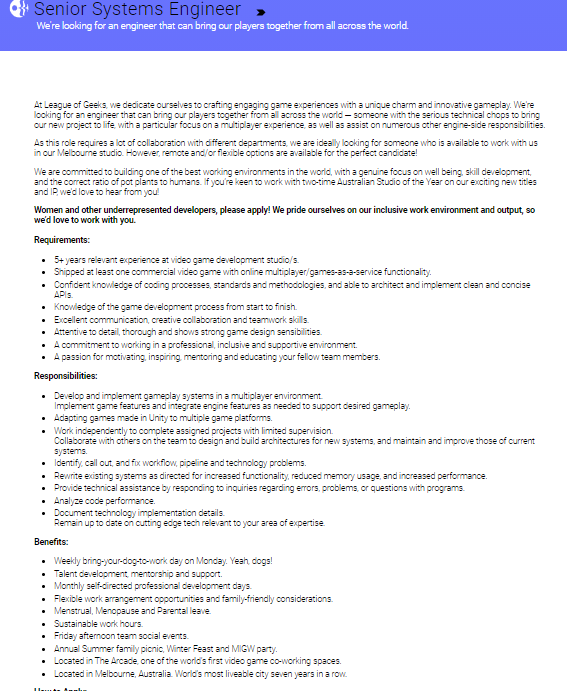 Senior Systems Engineer
We're looking for an engineer that can bring our players together from all across the world.
At League of Geeks, we dedicate ourselves to crafting engaging game experiences with a unique charm and innovative gameplay. We're
looking for an engineer that can bring our players together from all across the world — someone with the serious technical chops to bring
our new project to life, with a particular focus on a multiplayer experience, as well as assist on numerous other engine-side responsibilities.
As this role requires a lot of collaboration with different departments, we are ideally looking for someone who is available to work with us
in our Melbourne studio. However, remote and/or flexible options are available for the perfect candidate!
We are committed to building one of the best working environments in the world, with a genuine focus on well being, skill development,
and the correct ratio of pot plants to humans. If you're keen to work with two-time Australian Studio of the Year on our exciting new titles
and IP, we'd love to hear from you!
Women and other underrepresented developers, please apply! We pride ourselves on our inclusive work environment and output, so
we'd love to work with you.
Requirements:
• 5+ years relevant experience at video game development studio/s.
• Shipped at least one commercial video game with online multiplayer/games-as-a-service functionality.
• Confident knowledge of coding processes, standards and methodologies, and able to architect and implement clean and concise
APIs.
• Knowledge of the game development process from start to finish.
• Excellent communication, creative collaboration and teamwork skills.
• Attentive to detail, thorough and shows strong game design sensibilities.
• A commitment to working in a professional, inclusive and supportive environment.
• A passion for motivating, inspiring, mentoring and educating your fellow team members.
Responsibilities:
• Develop and implement gameplay systems in a multiplayer environment.
Implement game features and integrate engine features as needed to support desired gameplay.
• Adapting games made in Unity to multiple game platforms.
• Work independently to complete assigned projects with limited supervision.
Collaborate with others on the team to design and build architectures for new systems, and maintain and improve those of current
systems.
• Identify, call out, and fix workflow, pipeline and technology problems.
• Rewrite existing systems as directed for increased functionality, reduced memory usage, and increased performance.
• Provide technical assistance by responding to inquiries regarding errors, problems, or questions with programs.
• Analyze code performance.
• Document technology implementation details.
Remain up to date on cutting edge tech relevant to your area of expertise.
Benefits:
• Weekly bring-your-dog-to-work day on Monday. Yeah, dogs!
• Talent development, mentorship and support.
• Monthly self-directed professional development days.
• Flexible work arrangement opportunities and family-friendly considerations.
• Menstrual, Menopause and Parental leave.
• Sustainable work hours.
• Friday afternoon team social events.
• Annual Summer family picnic, Winter Feast and MIGW party.
• Located in The Arcade, one of the world's first video game co-working spaces.
• Located in Melbourne, Australia. World's most liveable city seven years in a row.
How to Apply: